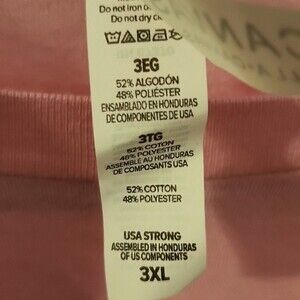 Do not iron
Do not dry
3EG
52% ALGODÓN
48% POLIÉSTER
ENSAMBLADO EN HONDURAS
DE COMPONENTES DE USA
3TG
52% COTON
48% POLYESTER
ASSEMBLÉ AU HONDURAS
DE COMPOSANTS USA
52% COTTON
48% POLYESTER
USA STRONG
ASSEMBLED IN HONDURAS
OF US COMPONENTS
3XL